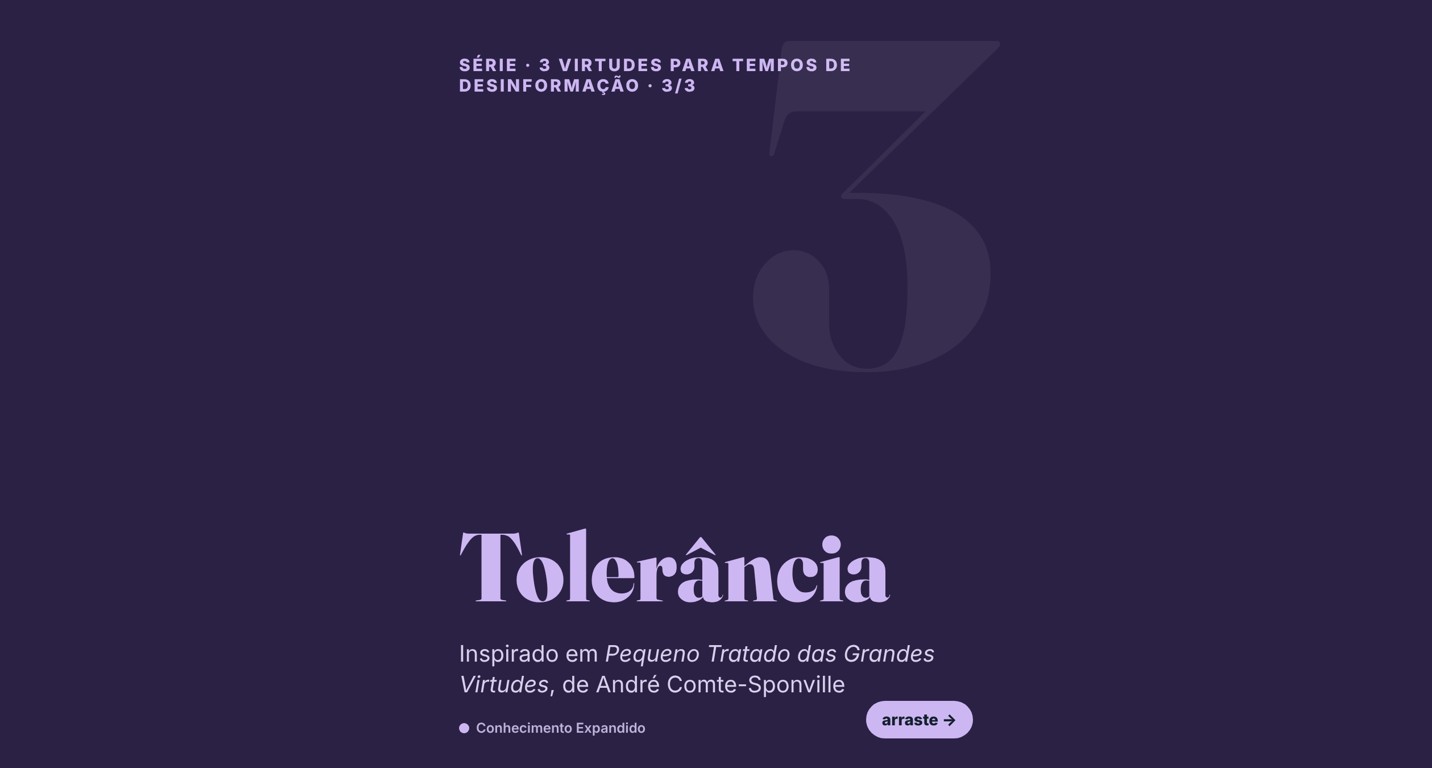 SÉRIE · 3 VIRTUDES PARA TEMPOS DE
DESINFORMAÇÃO · 3/3
3
Tolerância
Inspirado em Pequeno Tratado das Grandes
Virtudes, de André Comte-Sponville
Conhecimento Expandido
arraste →